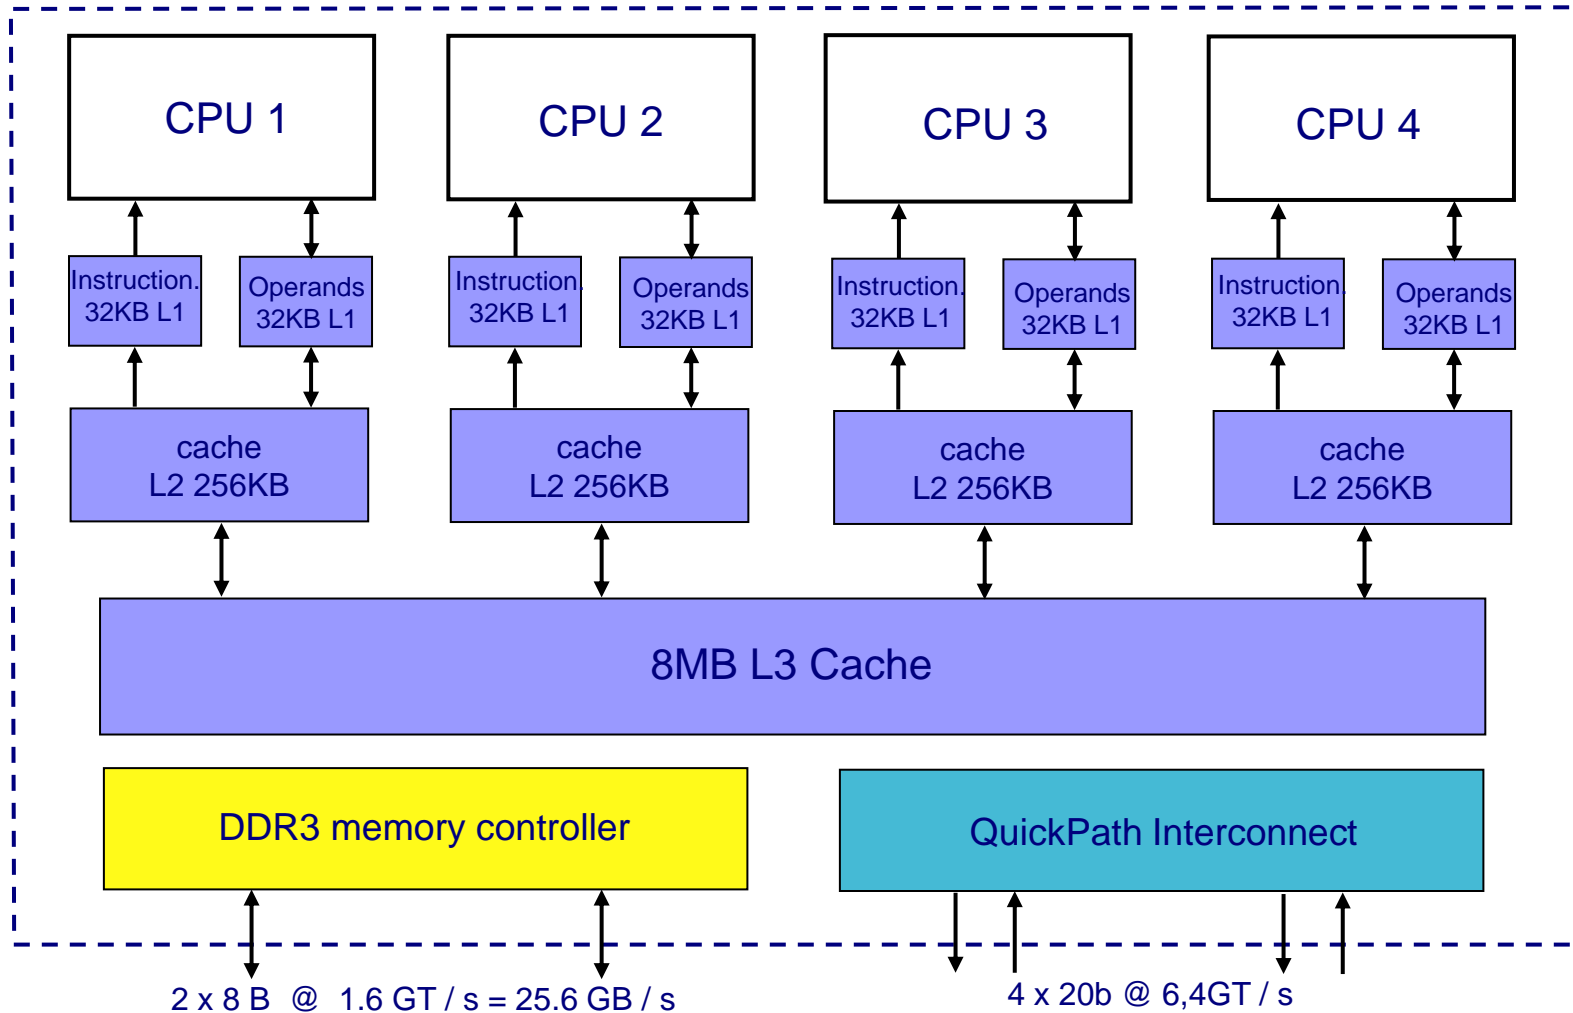 CPU 1
CPU 2
CPU 3
CPU 4
Instruction.
32KB L1
Operands
32KB L1
Instruction.
32KB L1
Operands
32KB L1
Instruction.
32KB L1
Operands
32KB L1
Instruction.
32KB L1
Operands
32KB L1
cache
L2 256KB
cache
L2 256KB
cache
L2 256KB
cache
L2 256KB
8MB L3 Cache
DDR3 memory controller
QuickPath Interconnect
2 x 8 B @ 1.6 GT / s = 25.6 GB / s
4 x 20b @ 6,4GT / s